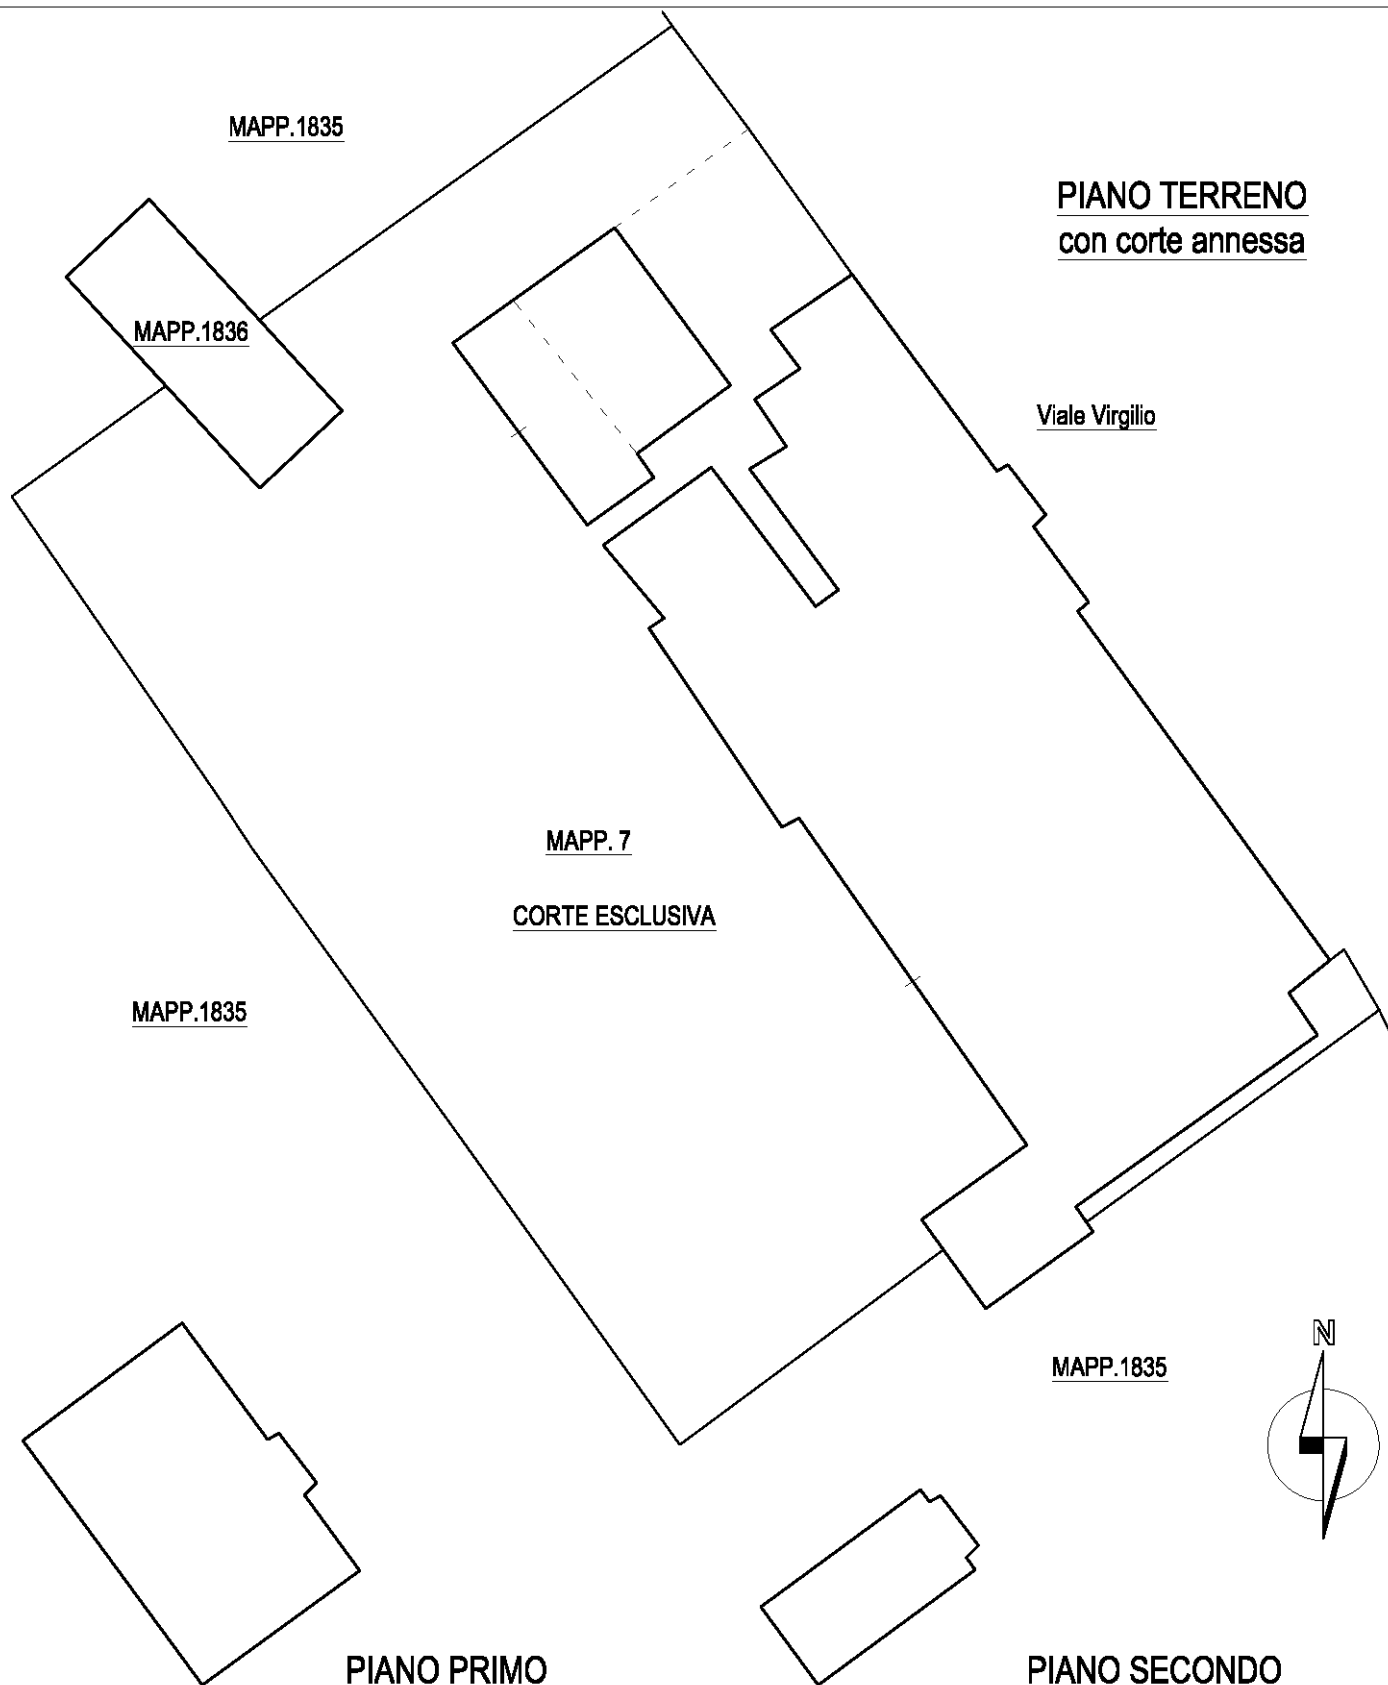 MAPP.1835
PIANO TERRENO
con corte annessa
MAPP.1836
Viale Virgilio
MAPP. 7
CORTE ESCLUSIVA
MAPP.1835
N
MAPP.1835
PIANO PRIMO
PIANO SECONDO